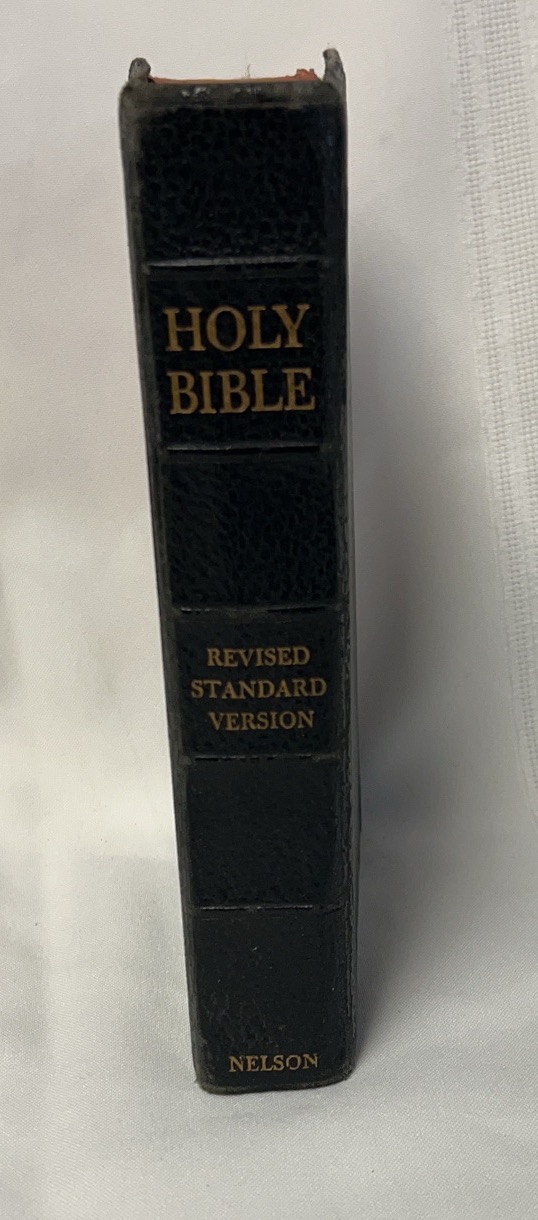 HOLY
BIBLE
REVISED
STANDARD
VERSION
NELSON